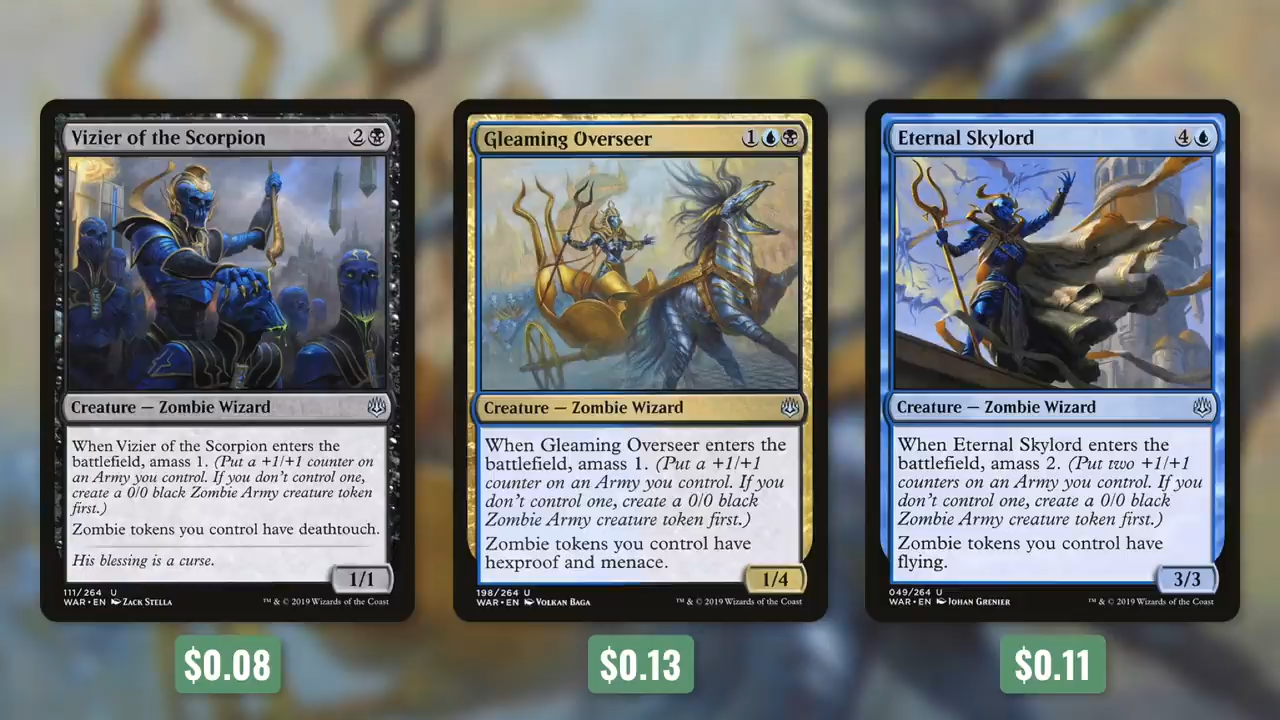 Vizier of the Scorpion 2
Creature — Zombie Wizard
When Vizier of the Scorpion enters the
battlefield, amass 1. (Put a +1/+1 counter on
an Army you control. If you don't control one,
create a 0/0 black Zombie Army creature token
first.)
Zombie tokens you control have deathtouch.
His blessing is a curse.
1/1
111/264 U
WAR • EN ZACK STELLA
™ & © 2019 Wizards of the Coast
$0.08
Gleaming Overseer 1
Creature — Zombie Wizard
When Gleaming Overseer enters the
battlefield, amass 1. (Put a +1/+1
counter on an Army you control. If you
don't control one, create a 0/0 black
Zombie Army creature token first.)
Zombie tokens you control have
hexproof and menace.
1/4
198/264 U
WAR • EN VOLKAN BAGA
™ & © 2019 Wizards of the Coast
$0.13
Eternal Skylord 4
Creature — Zombie Wizard
When Eternal Skylord enters the
battlefield, amass 2. (Put two +1/+1
counters on an Army you control. If you
don't control one, create a 0/0 black
Zombie Army creature token first.)
Zombie tokens you control have
flying.
3/3
049/264 U
WAR • EN JOHAN GRENIER
™ & © 2019 Wizards of the Coast
$0.11